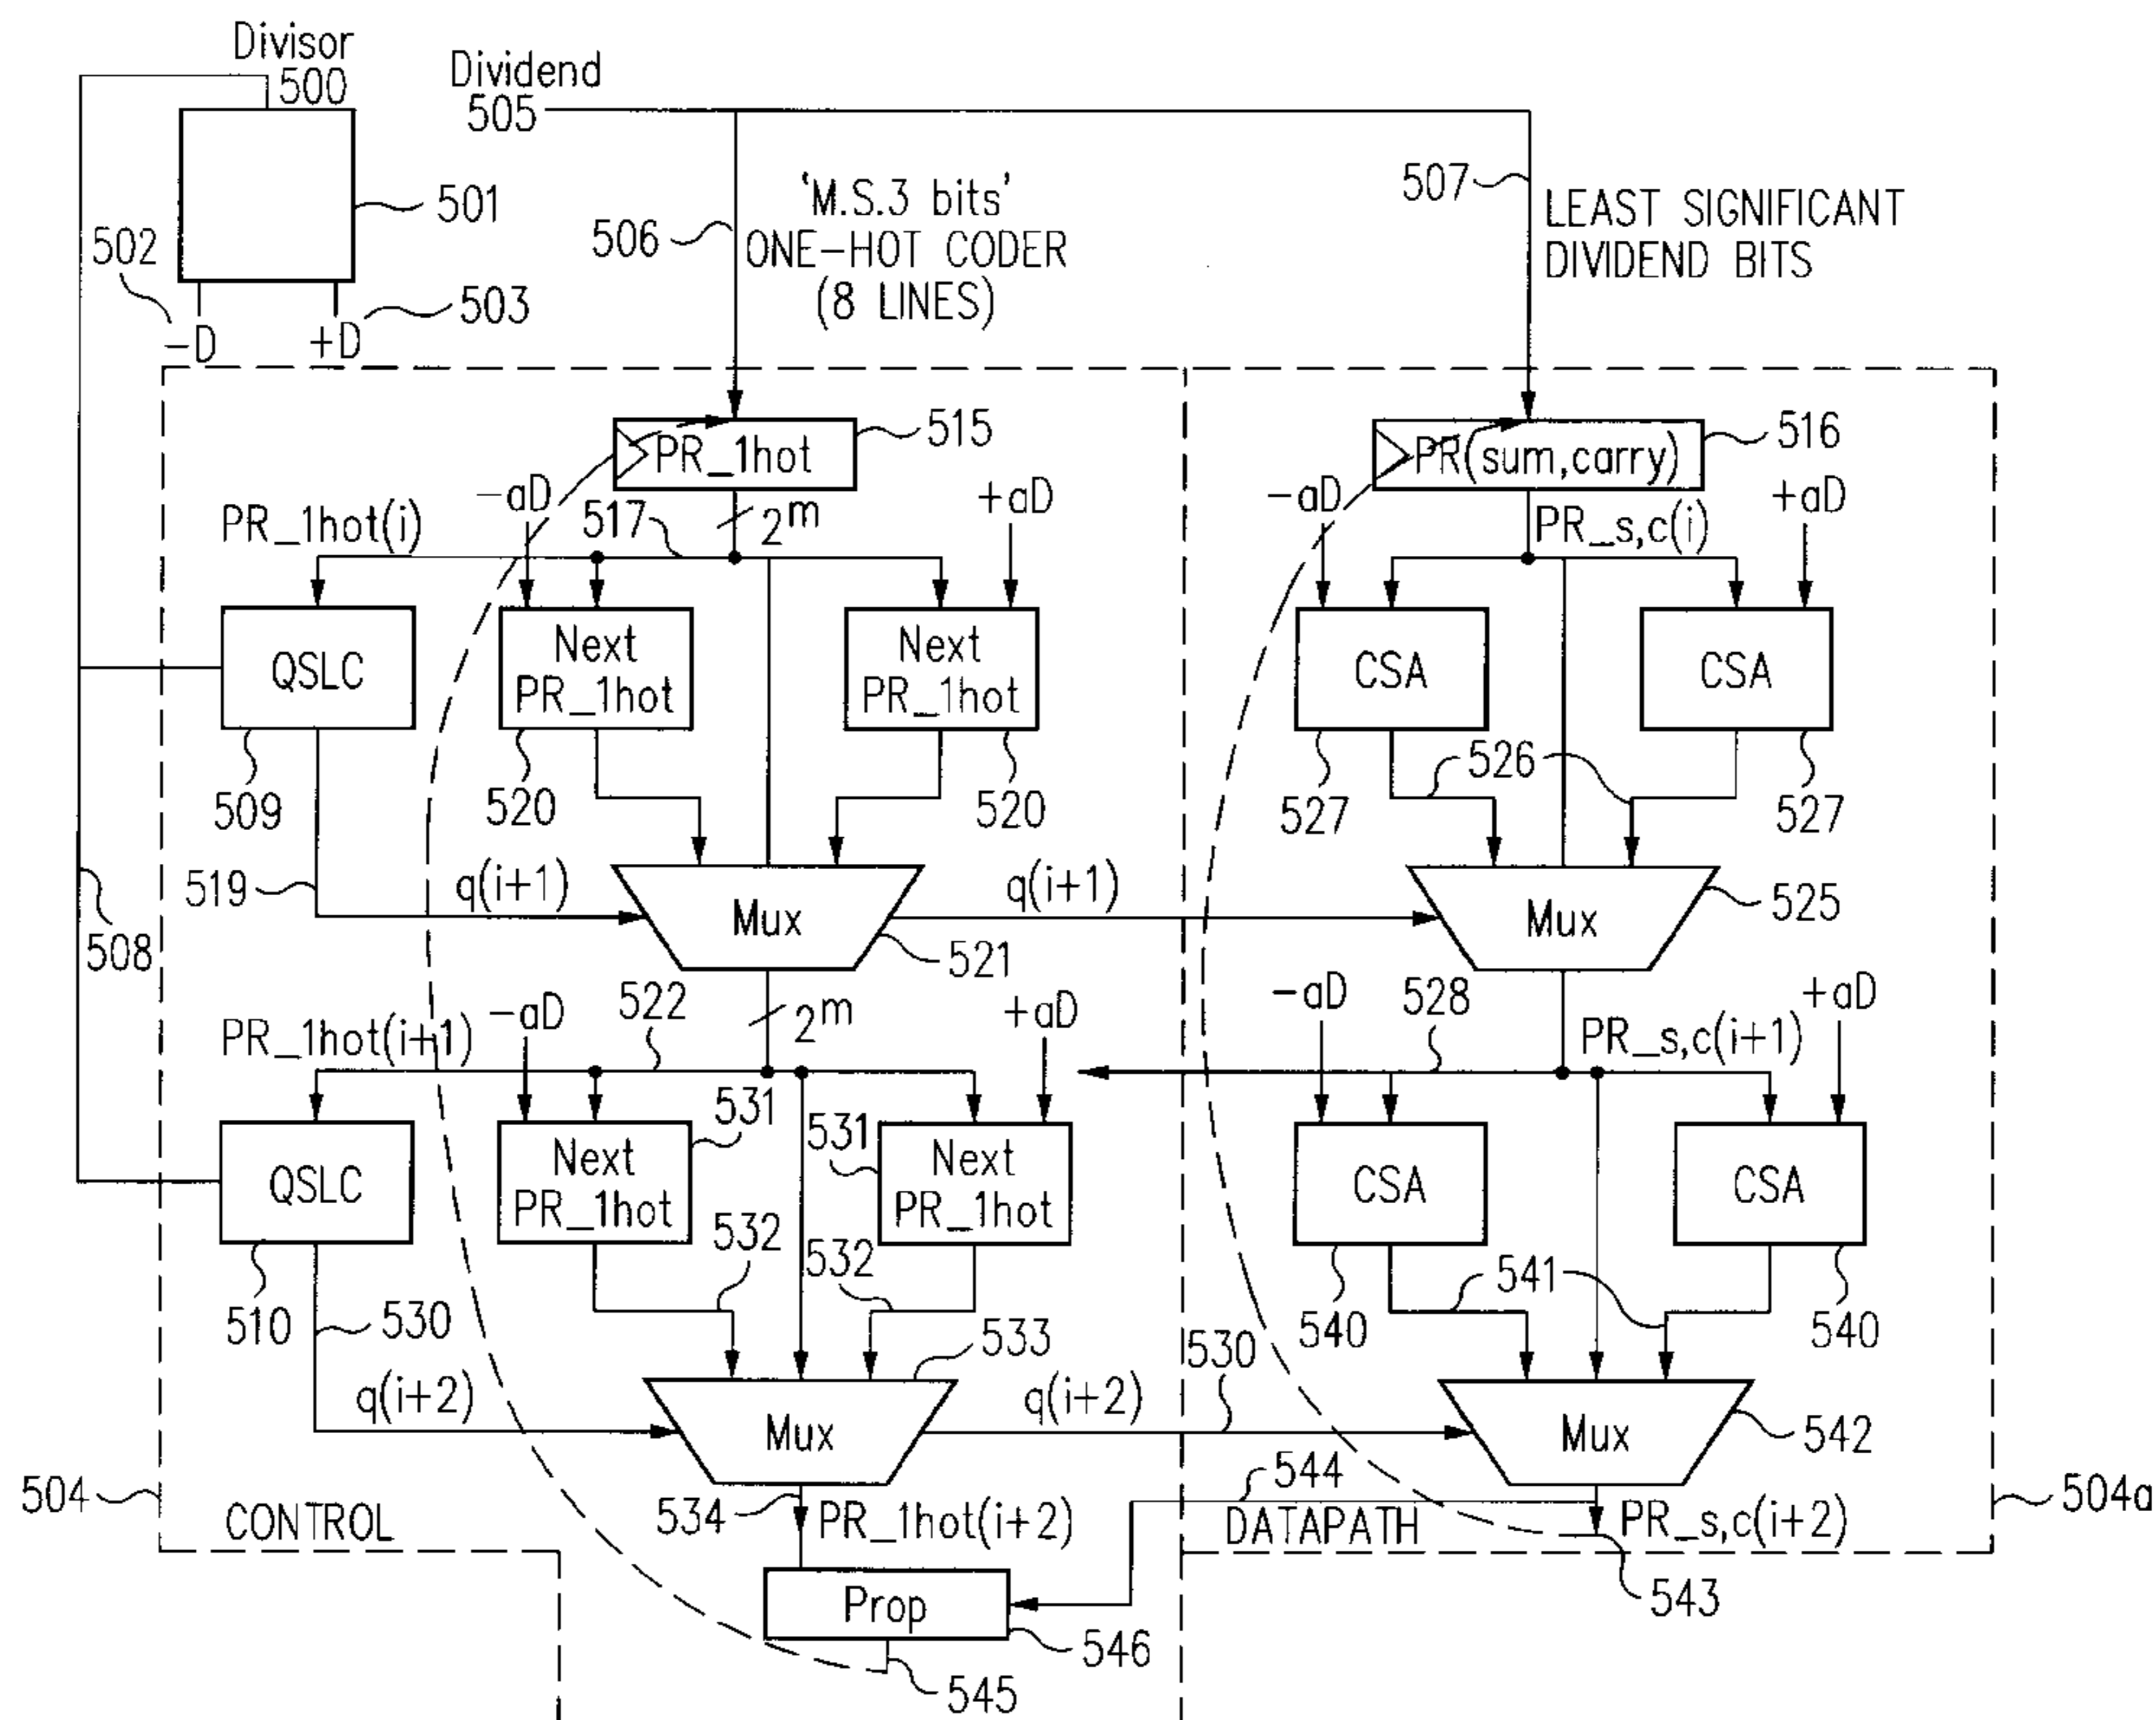 Divisor
500
Dividend
505
501
502
503
-D
+D
506
'M.S.3 bits'
ONE-HOT CODER
(8 LINES)
507
LEAST SIGNIFICANT
DIVIDEND BITS
PR_1hot
515
PR(sum,carry)
516
PR_1hot(i)
-aD
517
2^m
+aD
-aD
PR_s,c(i)
+aD
QSLC
Next
PR_1hot
Next
PR_1hot
CSA
CSA
509
520
520
527
526
527
519
q(i+1)
Mux
521
q(i+1)
Mux
525
508
PR_1hot(i+1)
-aD
522
2^m
+aD
-aD
528
PR_s,c(i+1)
+aD
QSLC
Next
PR_1hot
531
531
Next
PR_1hot
CSA
CSA
510
530
532
532
540
541
540
q(i+2)
Mux
533
q(i+2)
530
Mux
542
504
CONTROL
534
PR_1hot(i+2)
544
DATAPATH
PR_s,c(i+2)
504a
Prop
546
543
545